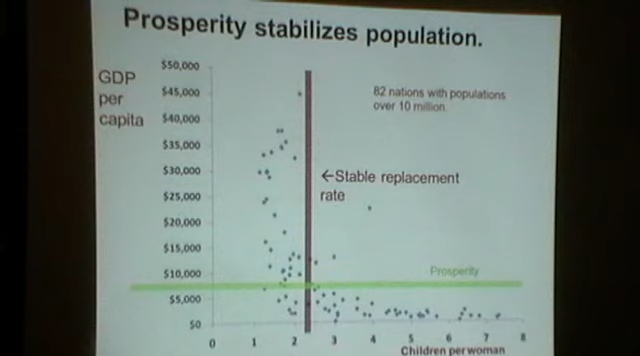 Prosperity stabilizes population.
GDP
per
capita
$50,000
$45,000
$40,000
$35,000
$30,000
$25,000
$20,000
$15,000
$10,000
$5,000
$0
82 nations with populations
over 10 million
←Stable replacement
rate
Prosperity
0 1 2 3 4 5 6 7 8
Children per woman